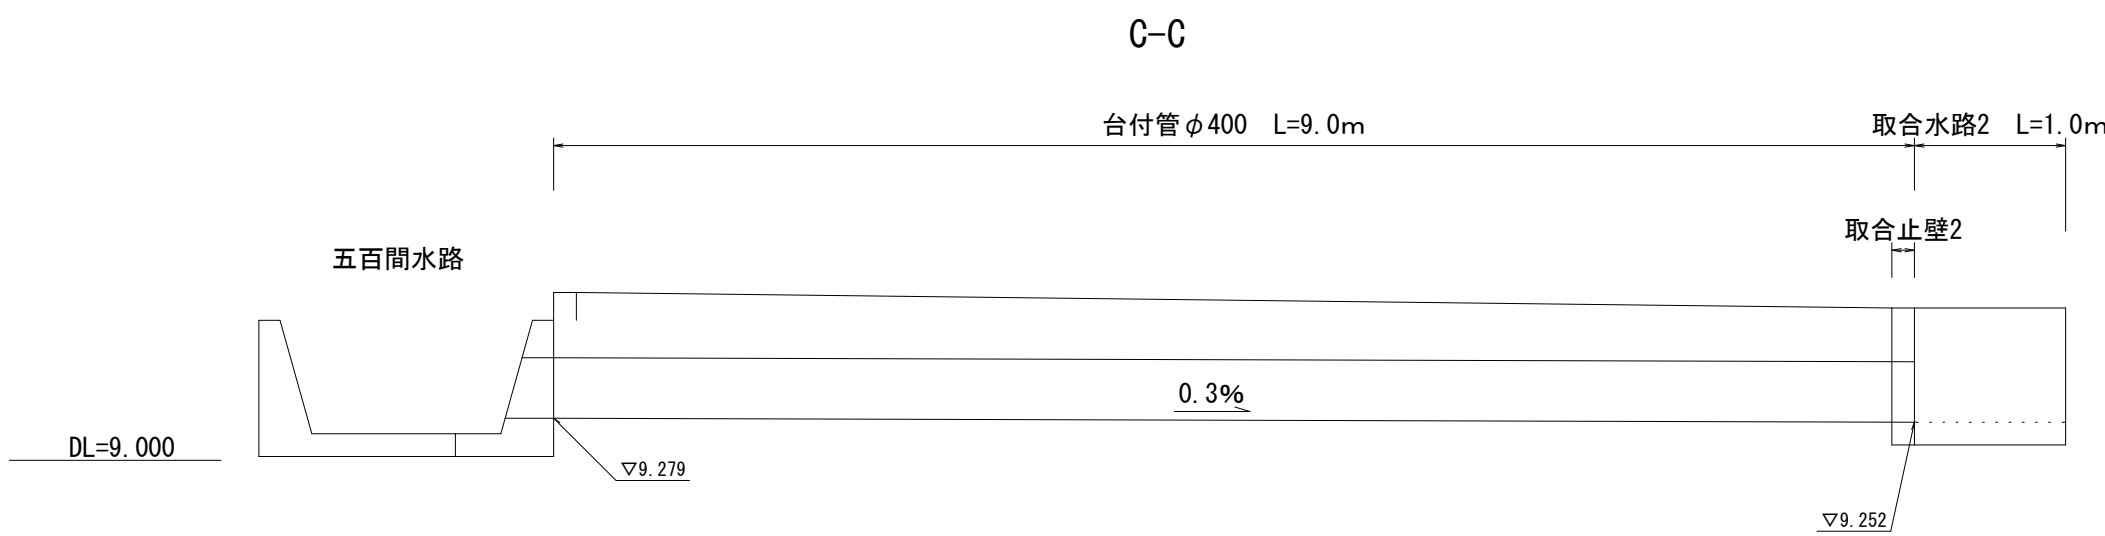 C-C
台付管φ400　L=9.0m
取合水路2　L=1.0m
取合止壁2
五百間水路
0.3%
DL=9.000
▽9.279
▽9.252